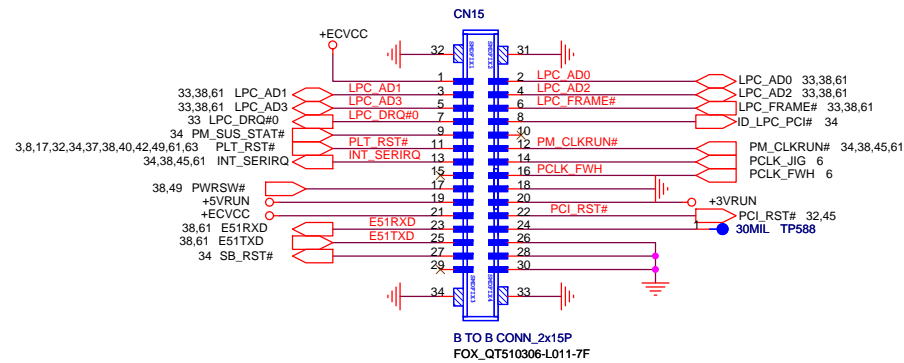 CN15
+ECVCC
32 31
1 2 LPC_AD0 LPC_AD0 33,38,61
33,38,61 LPC_AD1 LPC_AD1 3 4 LPC_AD2 LPC_AD2 33,38,61
33,38,61 LPC_AD3 LPC_AD3 5 6 LPC_FRAME# LPC_FRAME# 33,38,61
33 LPC_DRQ#0 LPC_DRQ#0 7 8 ID_LPC_PCI# 34
34 PM_SUS_STAT# 9 10
3,8,17,32,34,37,38,40,42,49,61,63 PLT_RST# PLT_RST# 11 12 PM_CLKRUN# PM_CLKRUN# 34,38,45,61
34,38,45,61 INT_SERIRQ INT_SERIRQ 13 14 PCLK_JIG 6
15 16 PCLK_FWH PCLK_FWH 6
38,49 PWRSW# 17 18
+5VRUN 19 20 +3VRUN
+ECVCC 21 22 PCI_RST# PCI_RST# 32,45
38,61 E51RXD E51RXD 23 24 1 30MIL TP588
38,61 E51TXD E51TXD 25 26
34 SB_RST# 27 28
29 30
34 33
SMDFIX1
SMDFIX2
SMDFIX3
SMDFIX4
B TO B CONN_2x15P
FOX_QT510306-L011-7F